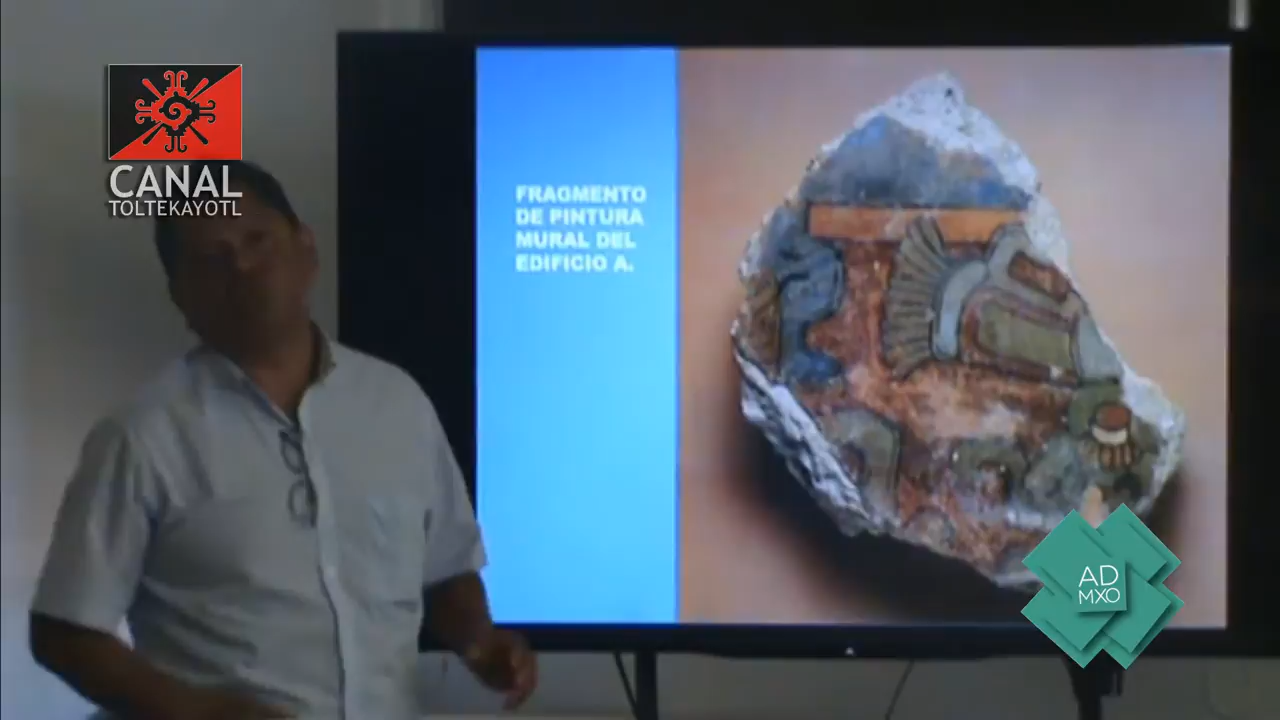 CANAL
TOLTEKAYOTL
FRAGMENTO
DE PINTURA
MURAL DEL
EDIFICIO A.
AD
MXO